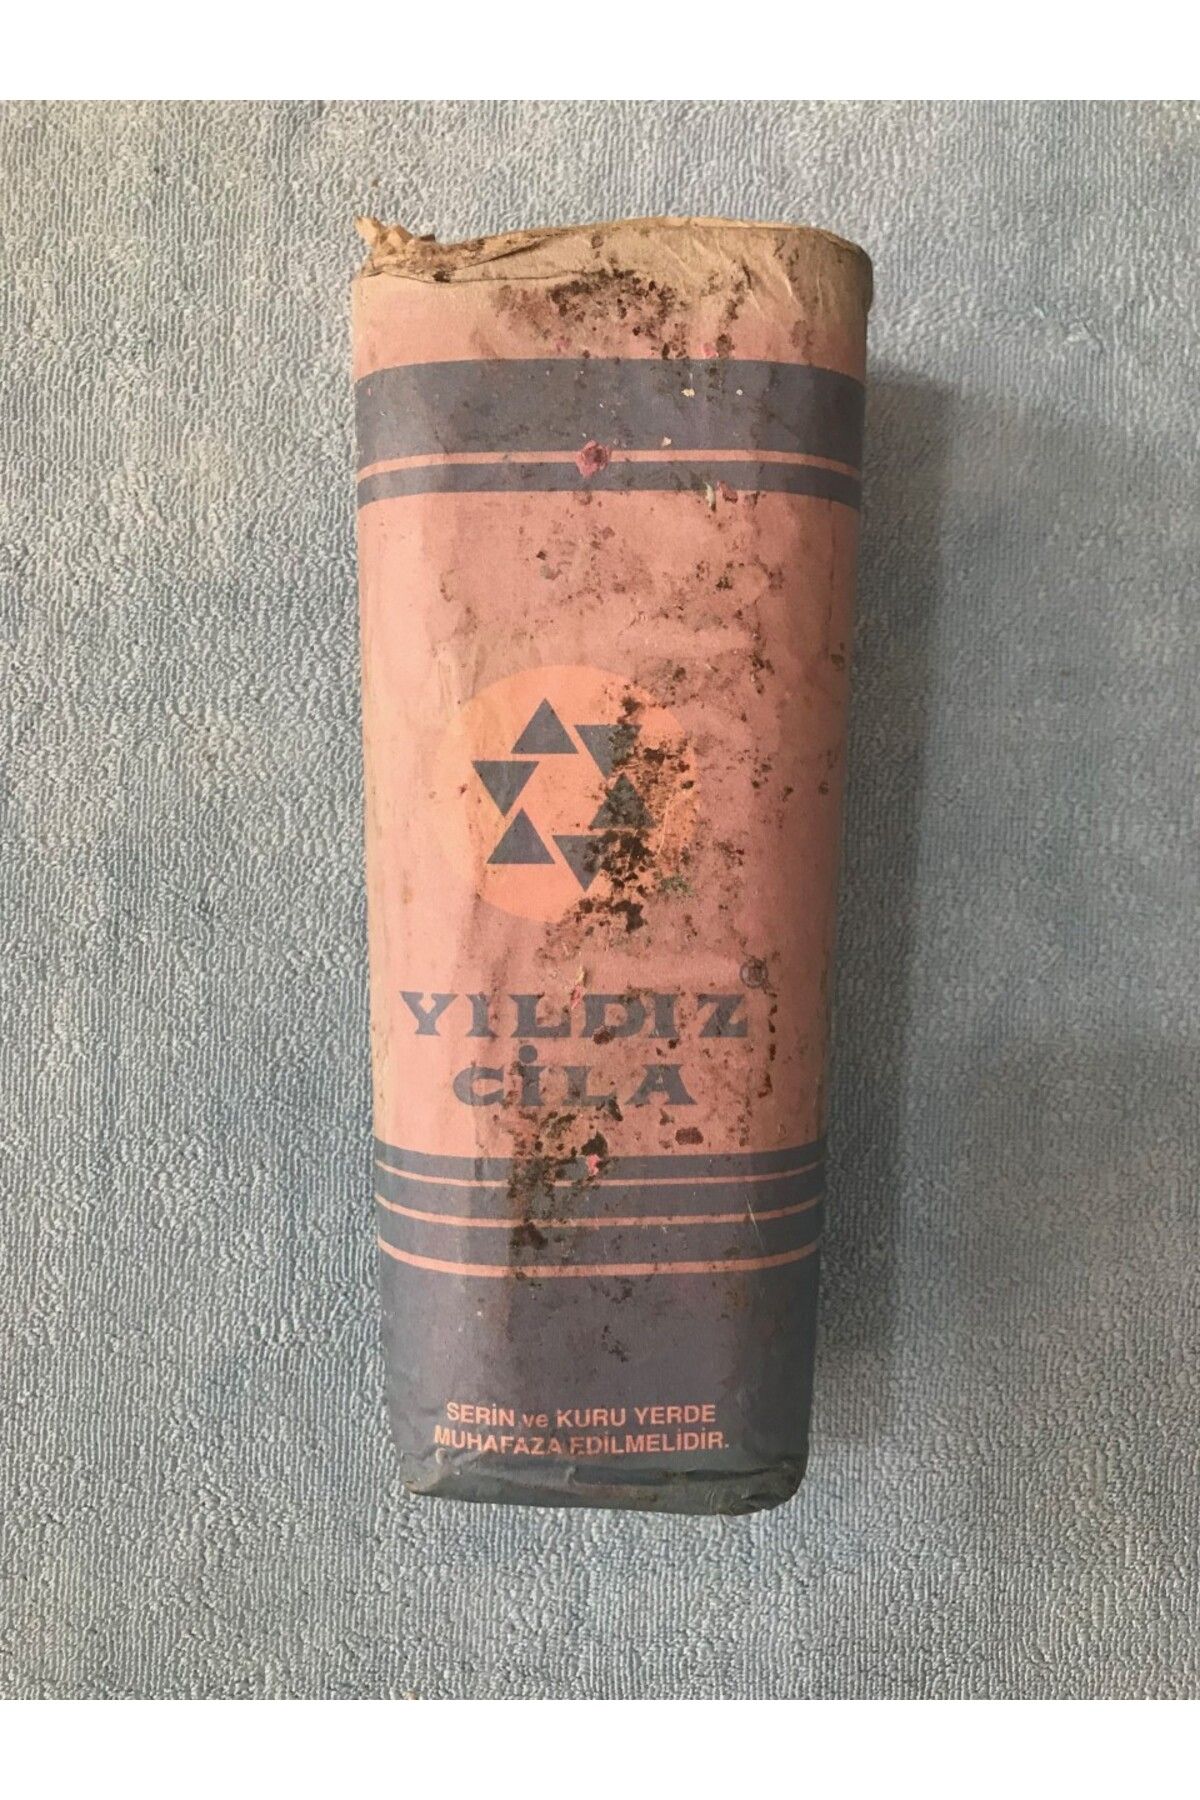 YILDIZ ®
CİLA
SERİN ve KURU YERDE
MUHAFAZA EDİLMELİDİR.